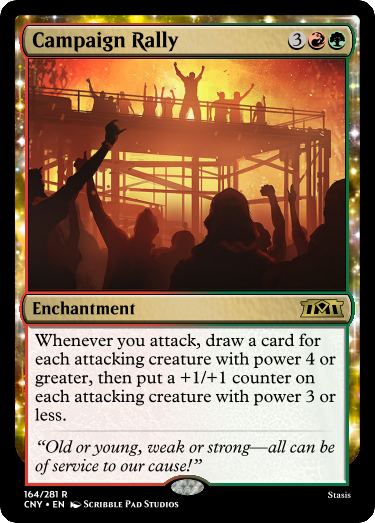 Campaign Rally 3
Enchantment
Whenever you attack, draw a card for
each attacking creature with power 4 or
greater, then put a +1/+1 counter on
each attacking creature with power 3 or
less.
“Old or young, weak or strong—all can be
of service to our cause!”
164/281 R
CNY • EN Scribble Pad Studios
Stasis